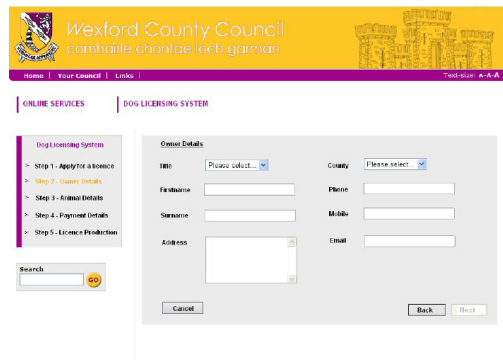 Wexford County Council
comhairle chontae loch garman
Home | Your Council | Links |
Text-size: A-A-A
ONLINE SERVICES
DOG LICENSING SYSTEM
Dog Licensing System
> Step 1 - Apply for a licence
> Step 2 - Owner Details
> Step 3 - Animal Details
> Step 4 - Payment Details
> Step 5 - Licence Production
Search
GO
Owner Details
Title Please select...
County Please select...
Firstname
Phone
Surname
Mobile
Address
Email
Cancel
Back
Next